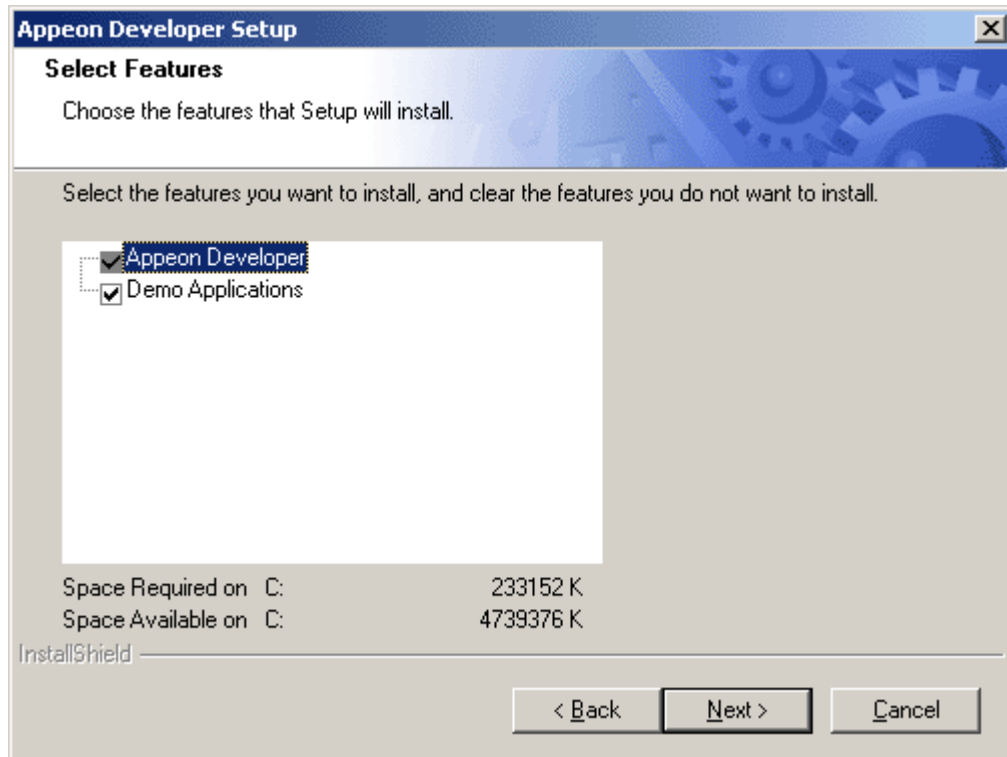 Appeon Developer Setup
Select Features
Choose the features that Setup will install.
Select the features you want to install, and clear the features you do not want to install.
Appeon Developer
Demo Applications
Space Required on C: 233152 K
Space Available on C: 4739376 K
InstallShield
< Back Next > Cancel